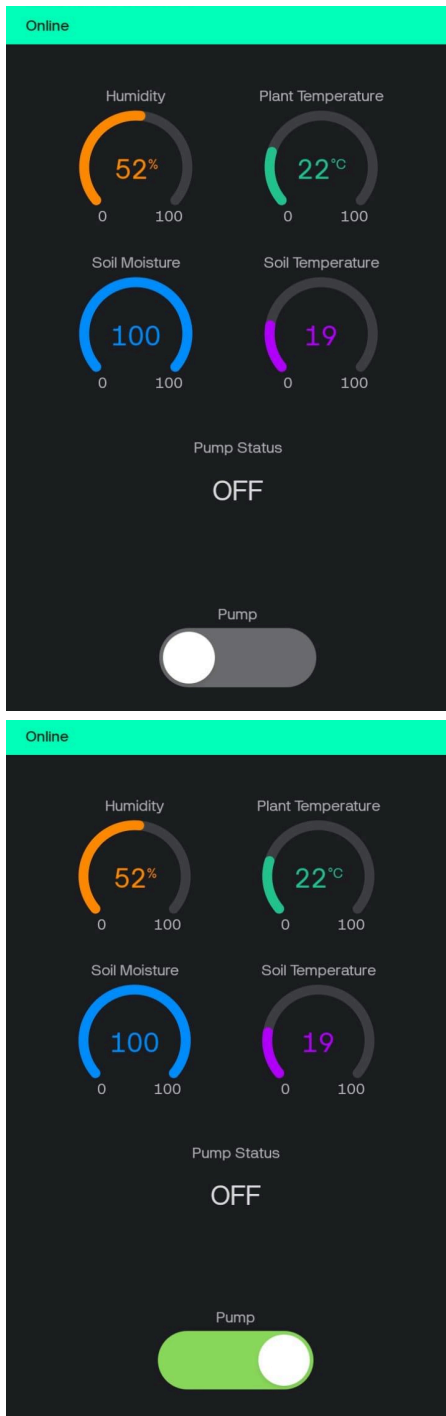 Online
Humidity Plant Temperature
52% 22°C
0 100 0 100
Soil Moisture Soil Temperature
100 19
0 100 0 100
Pump Status
OFF
Pump
Online
Humidity Plant Temperature
52% 22°C
0 100 0 100
Soil Moisture Soil Temperature
100 19
0 100 0 100
Pump Status
OFF
Pump